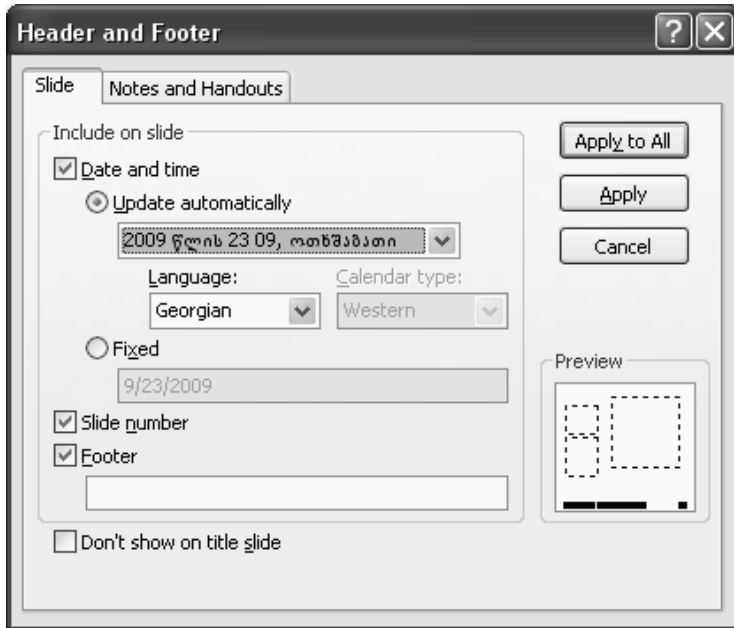 Header and Footer
Slide
Notes and Handouts
Include on slide
Date and time
Update automatically
2009 წლის 23 09, ოთხშაბათი
Language:
Calendar type:
Georgian
Western
Fixed
9/23/2009
Slide number
Footer
Don't show on title slide
Apply to All
Apply
Cancel
Preview